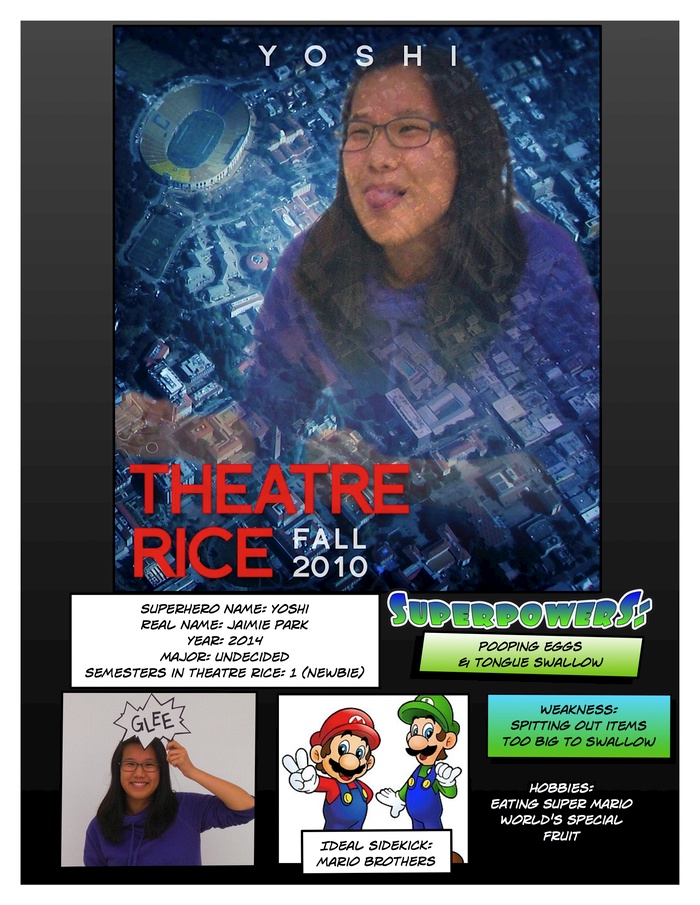 YOSHI
THEATRE
RICE FALL
2010
SUPERHERO NAME: YOSHI
REAL NAME: JAIMIE PARK
YEAR: 2014
MAJOR: UNDECIDED
SEMESTERS IN THEATRE RICE: 1 (NEWBIE)
SUPERPOWERS:
POOPING EGGS
& TONGUE SWALLOW
GLEE
IDEAL SIDEKICK:
MARIO BROTHERS
WEAKNESS:
SPITTING OUT ITEMS
TOO BIG TO SWALLOW
HOBBIES:
EATING SUPER MARIO
WORLD'S SPECIAL
FRUIT